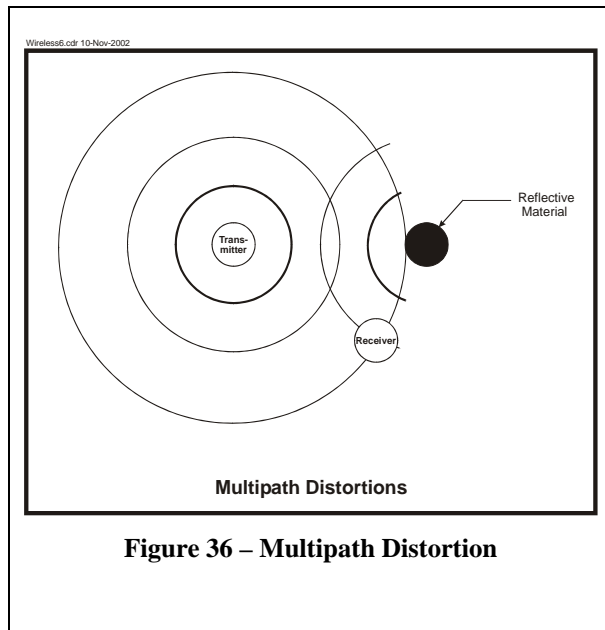 Wireless6.cdr 10-Nov-2002
Reflective
Material
Trans-
mitter
Receiver
Multipath Distortions
Figure 36 – Multipath Distortion